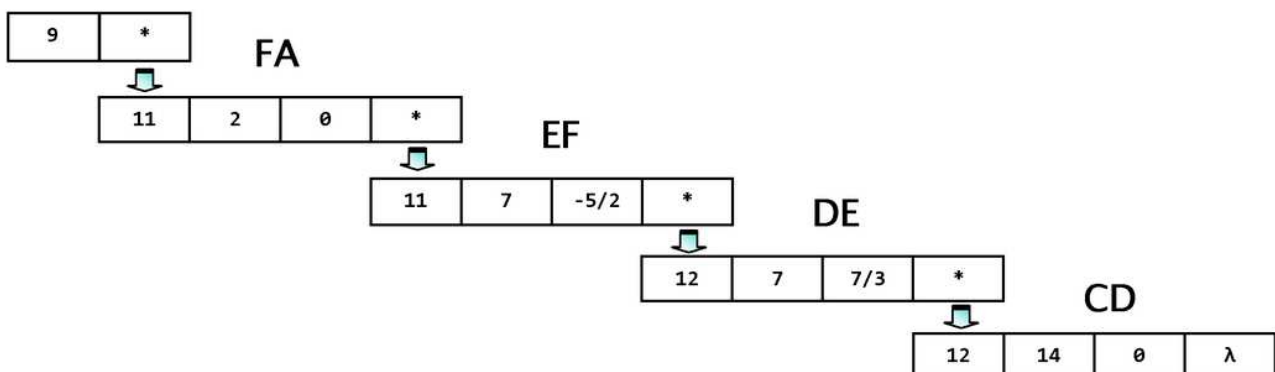 9 *
FA
11 2 0 *
EF
11 7 -5/2 *
DE
12 7 7/3 *
CD
12 14 0 λ